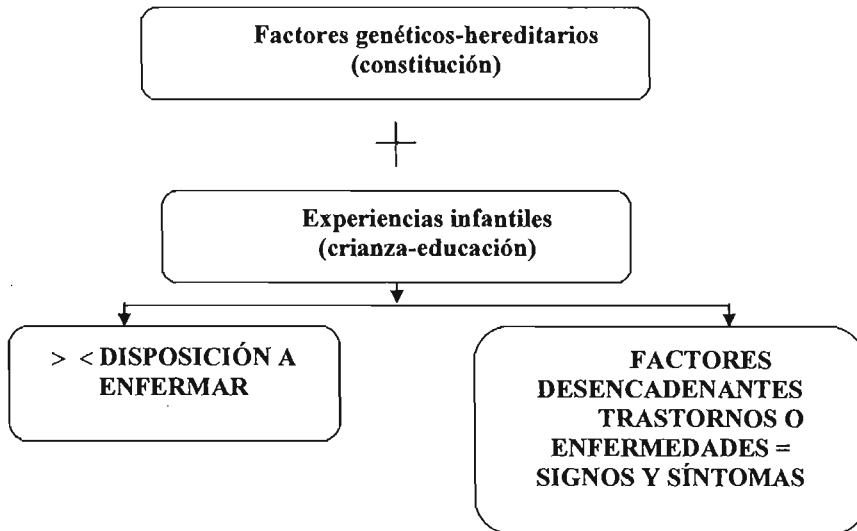 Factores genéticos-hereditarios
(constitución)
+
Experiencias infantiles
(crianza-educación)
> < DISPOSICIÓN A
ENFERMAR
FACTORES
DESENCADENANTES
TRASTORNOS O
ENFERMEDADES =
SIGNOS Y SÍNTOMAS